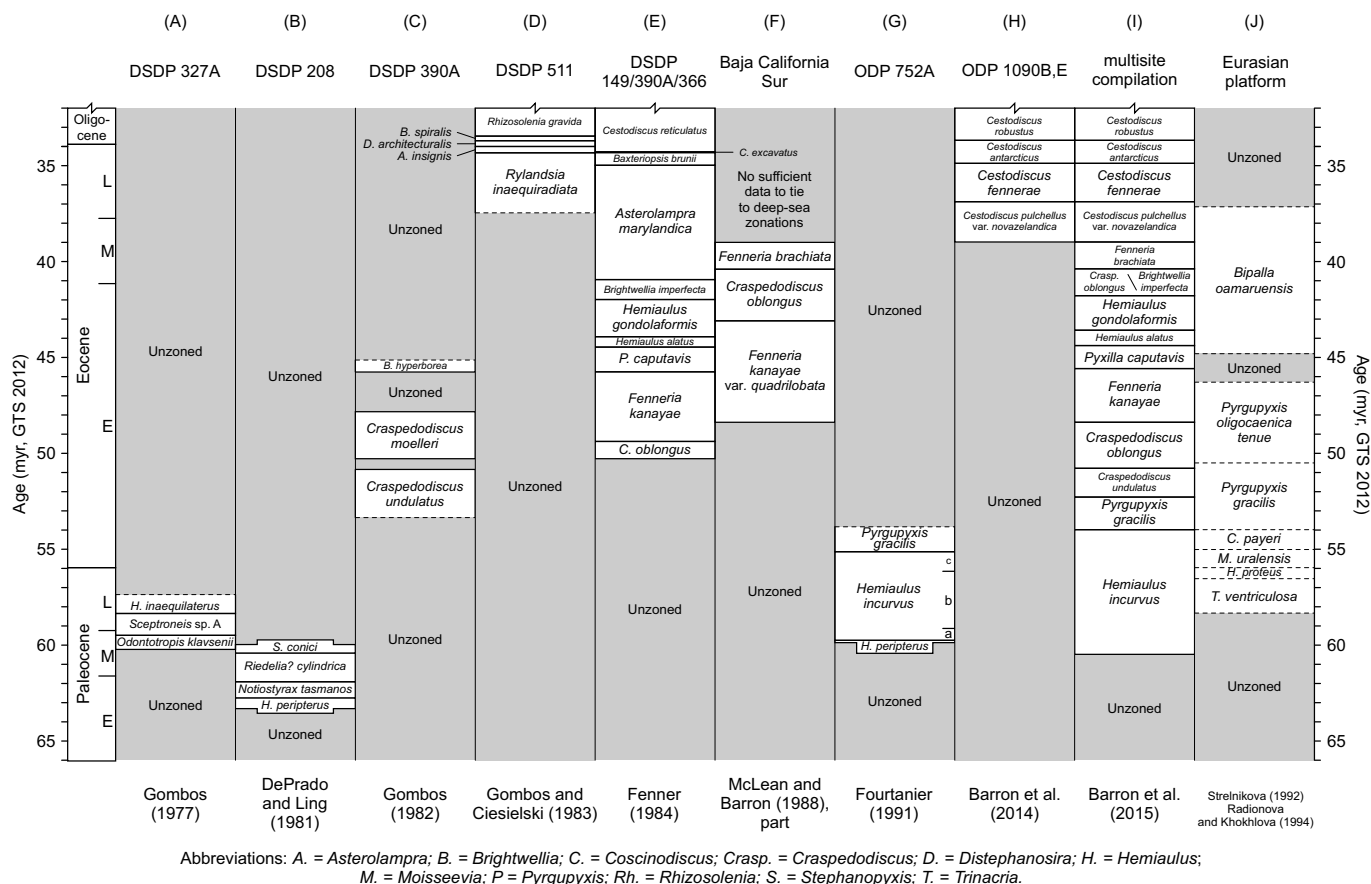 (A) (B) (C) (D) (E) (F) (G) (H) (I) (J)
DSDP 327A
DSDP 208
DSDP 390A
DSDP 511
DSDP
149/390A/366
Baja California
Sur
ODP 752A
ODP 1090B,E
multisite
compilation
Eurasian
platform
Age (myr, GTS 2012)
35
40
45
50
55
60
65
Oligo-
cene
Eocene
L
M
E
Paleocene
L
M
E
Unzoned
H. inaequilaterus
Sceptroneis sp. A
Odontotropis klavsenii
Unzoned
Unzoned
S. conici
Riedelia? cylindrica
Notiostyrax tasmanos
H. peripterus
Unzoned
B. spiralis
D. architecturalis
A. insignis
Unzoned
B. hyperborea
Unzoned
Craspedodiscus
moelleri
Craspedodiscus
undulatus
Unzoned
Rhizosolenia gravida
Rylandsia
inaequiradiata
Unzoned
Cestodiscus reticulatus
Baxteriopsis brunii
Asterolampra
marylandica
Brightwellia imperfecta
Hemiaulus
gondolaformis
Hemiaulus alatus
P. caputavis
Fenneria
kanayae
C. oblongus
Unzoned
C. excavatus
No sufficient
data to tie
to deep-sea
zonations
Fenneria brachiata
Craspedodiscus
oblongus
Fenneria
kanayae
var. quadrilobata
Unzoned
Unzoned
Pyrgupyxis
gracilis
Hemiaulus
incurvus
c
b
a
H. peripterus
Unzoned
Cestodiscus
robustus
Cestodiscus
antarcticus
Cestodiscus
fennerae
Cestodiscus pulchellus
var. novazelandica
Unzoned
Cestodiscus
robustus
Cestodiscus
antarcticus
Cestodiscus
fennerae
Cestodiscus pulchellus
var. novazelandica
Fenneria
brachiata
Crasp.
oblongus
Brightwellia
imperfecta
Hemiaulus
gondolaformis
Hemiaulus alatus
Pyxilla caputavis
Fenneria
kanayae
Craspedodiscus
oblongus
Craspedodiscus
undulatus
Pyrgupyxis
gracilis
Hemiaulus
incurvus
Unzoned
Unzoned
Bipalla
oamaruensis
Unzoned
Pyrgupyxis
oligocaenica
tenue
Pyrgupyxis
gracilis
C. payeri
M. uralensis
H. proteus
T. ventriculosa
Unzoned
35
40
45
50
55
60
65
Age (myr, GTS 2012)
Gombos
(1977)
DePrado
and Ling
(1981)
Gombos
(1982)
Gombos and
Ciesielski (1983)
Fenner
(1984)
McLean and
Barron (1988),
part
Fourtanier
(1991)
Barron et al.
(2014)
Barron et al.
(2015)
Strelnikova (1992)
Radionova
and Khokhlova (1994)
Abbreviations: A. = Asterolampra; B. = Brightwellia; C. = Coscinodiscus; Crasp. = Craspedodiscus; D. = Distephanosira; H. = Hemiaulus;
M. = Moisseevia; P = Pyrgupyxis; Rh. = Rhizosolenia; S. = Stephanopyxis; T. = Trinacria.